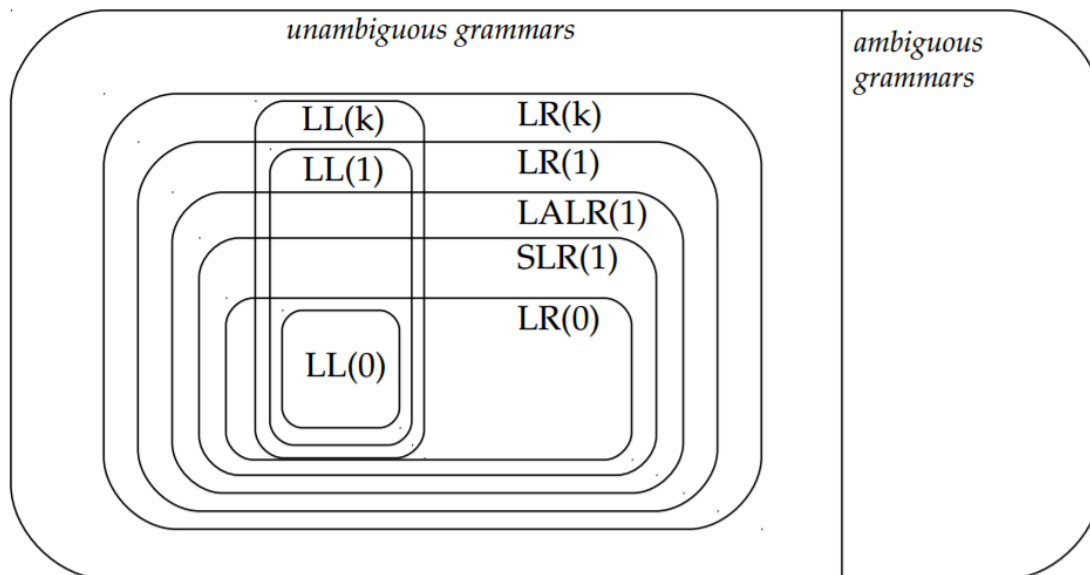 unambiguous grammars
ambiguous
grammars
LL(k)
LR(k)
LL(1)
LR(1)
LALR(1)
SLR(1)
LR(0)
LL(0)